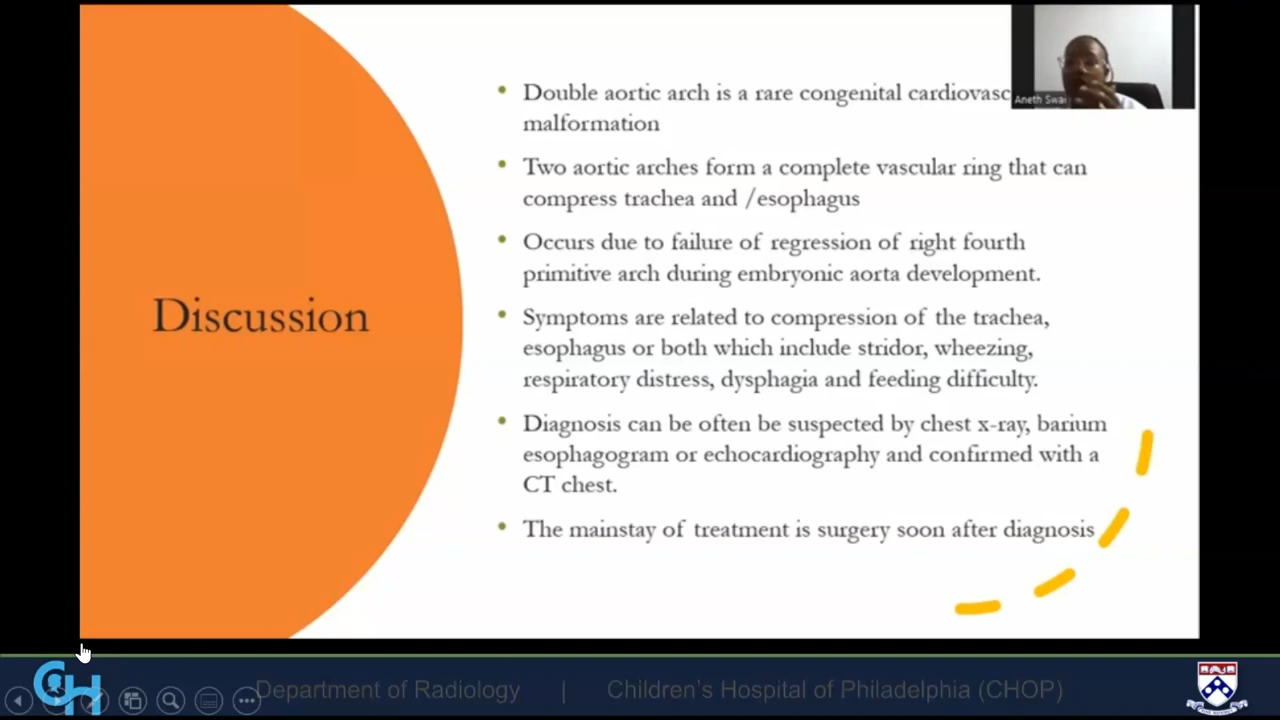 Discussion
• Double aortic arch is a rare congenital cardiovasc
malformation
• Two aortic arches form a complete vascular ring that can
compress trachea and /esophagus
• Occurs due to failure of regression of right fourth
primitive arch during embryonic aorta development.
• Symptoms are related to compression of the trachea,
esophagus or both which include stridor, wheezing,
respiratory distress, dysphagia and feeding difficulty.
• Diagnosis can be often be suspected by chest x-ray, barium
esophagogram or echocardiography and confirmed with a
CT chest.
• The mainstay of treatment is surgery soon after diagnosis
Aneth Swai
CH
Department of Radiology | Children's Hospital of Philadelphia (CHOP)